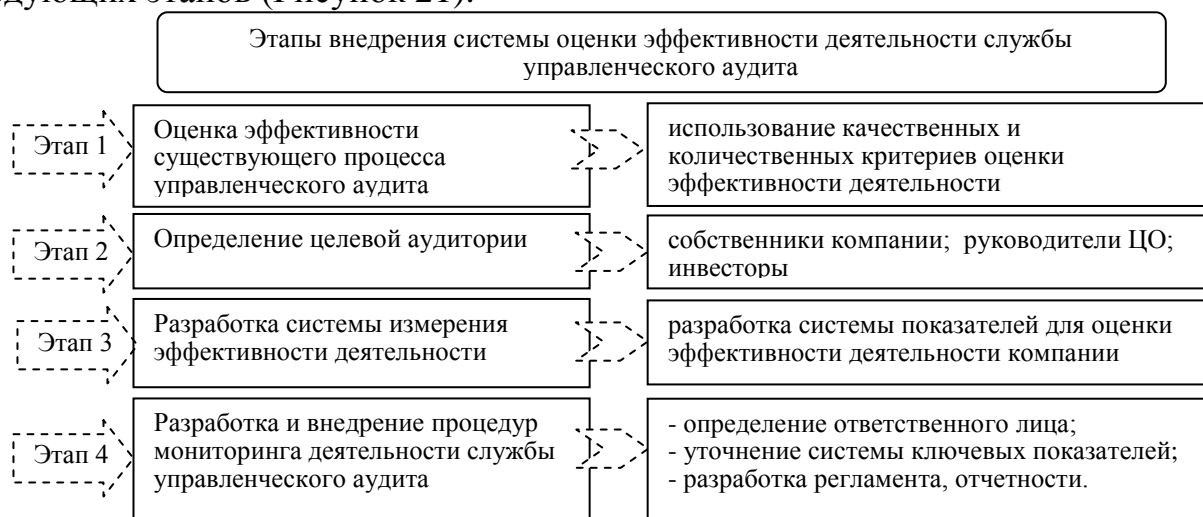 дующих этапов (Рисунок 21).
Этапы внедрения системы оценки эффективности деятельности службы
управленческого аудита
Этап 1
Оценка эффективности
существующего процесса
управленческого аудита
использование качественных и
количественных критериев оценки
эффективности деятельности
Этап 2
Определение целевой аудитории
собственники компании; руководители ЦО;
инвесторы
Этап 3
Разработка системы измерения
эффективности деятельности
разработка системы показателей для оценки
эффективности деятельности компании
Этап 4
Разработка и внедрение процедур
мониторинга деятельности службы
управленческого аудита
- определение ответственного лица;
- уточнение системы ключевых показателей;
- разработка регламента, отчетности.